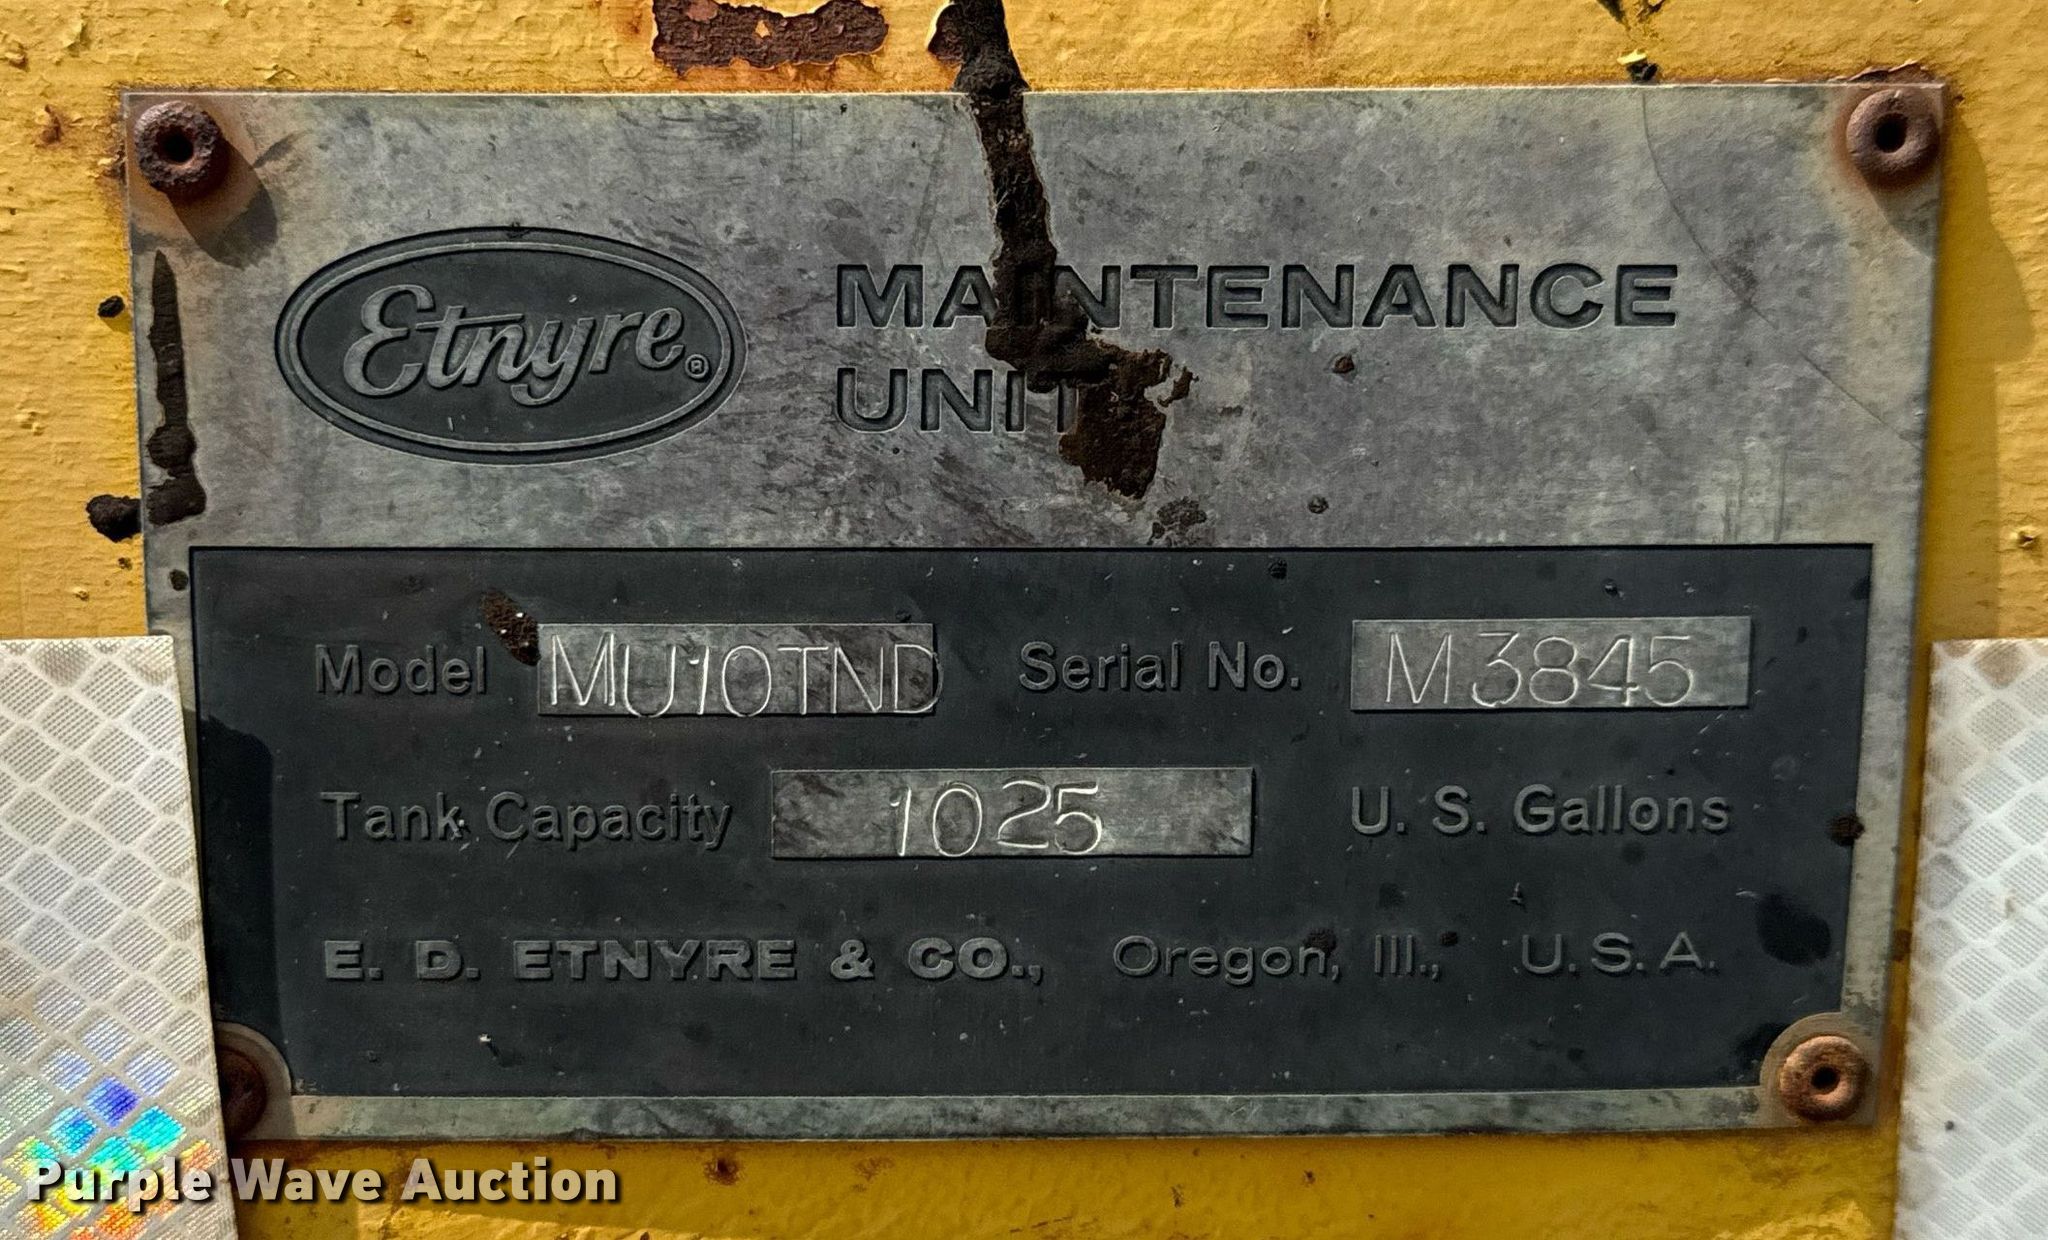 Etnyre®
MAINTENANCE
UNIT
Model MU10TND Serial No. M3845
Tank Capacity 1025 U. S. Gallons
E. D. ETNYRE & CO., Oregon, Ill., U.S.A.
Purple Wave Auction